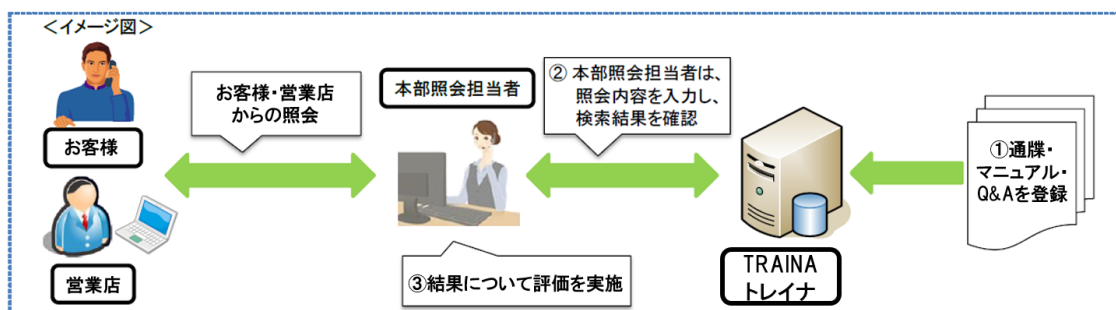 ＜イメージ図＞
お客様
営業店
お客様・営業店
からの照会
本部照会担当者
② 本部照会担当者は、
照会内容を入力し、
検索結果を確認
③結果について評価を実施
TRAINA
トレイナ
①通牒・
マニュアル・
Q&Aを登録